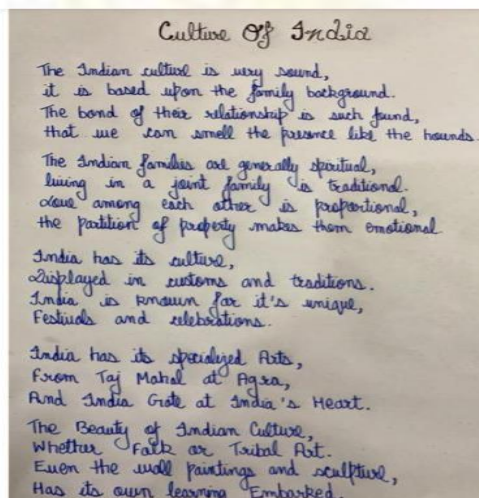 Culture Of India
The Indian culture is very sound,
it is based upon the family background.
The bond of their relationship is such found,
that we can smell the presence like the hounds.
The Indian families are generally spiritual,
living in a joint family is traditional.
Love among each other is proportional,
the partition of property makes them emotional
India has its culture,
Displayed in customs and traditions.
India is known for it's unique,
Festivals and celebrations.
India has its specialized Arts,
From Taj Mahal at Agra,
And India Gate at India's Heart.
The Beauty of Indian Culture,
Whether Folk or Tribal Art.
Even the wall paintings and sculpture,
Has its own learning Embarked.